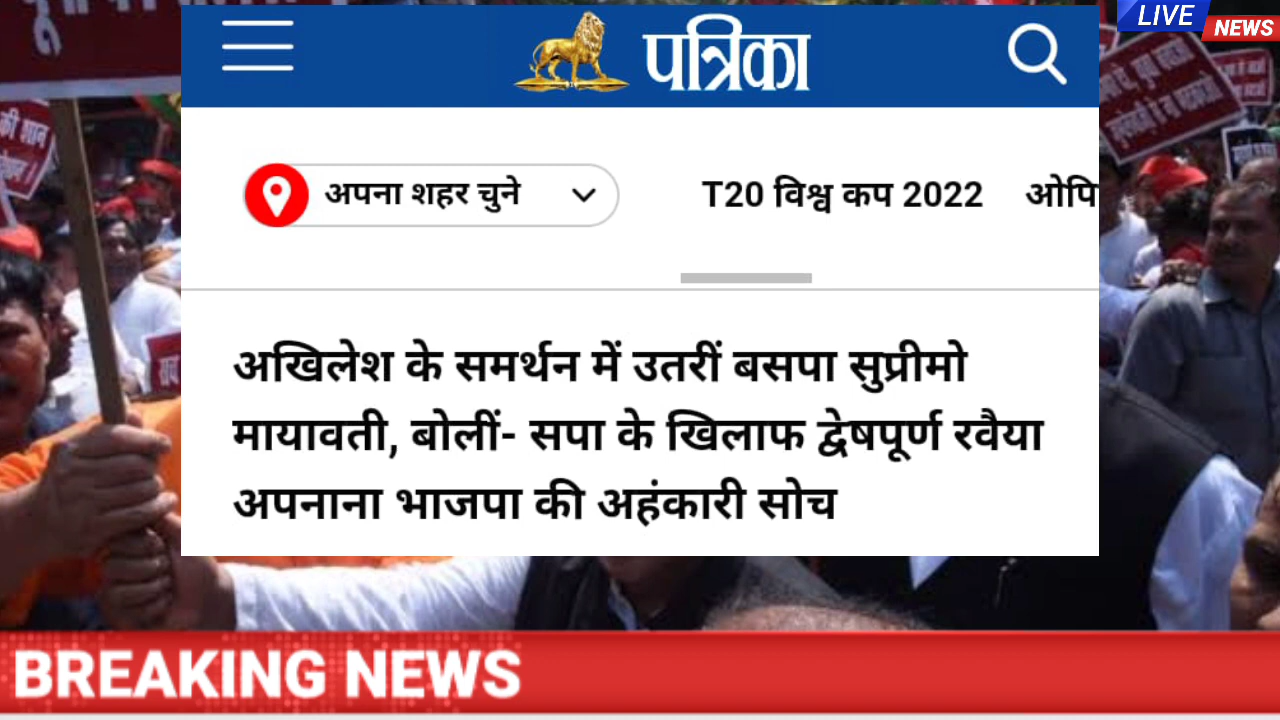 LIVE
NEWS
पत्रिका
अपना शहर चुने
T20 विश्व कप 2022
ओपि
अखिलेश के समर्थन में उतरीं बसपा सुप्रीमो
मायावती, बोलीं- सपा के खिलाफ द्वेषपूर्ण रवैया
अपनाना भाजपा की अहंकारी सोच
BREAKING NEWS